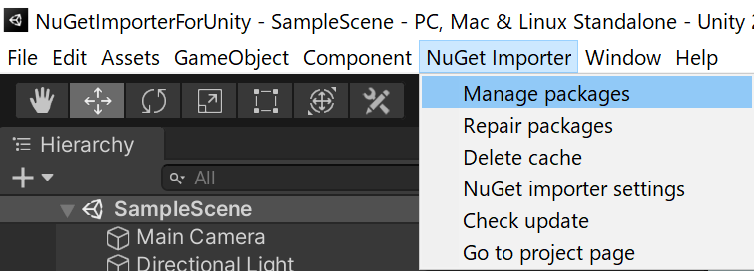 NuGetImporterForUnity - SampleScene - PC, Mac & Linux Standalone - Unity
File Edit Assets GameObject Component NuGet Importer Window Help
Manage packages
Repair packages
Delete cache
NuGet importer settings
Check update
Go to project page
Hierarchy
All
SampleScene
Main Camera
Directional Light